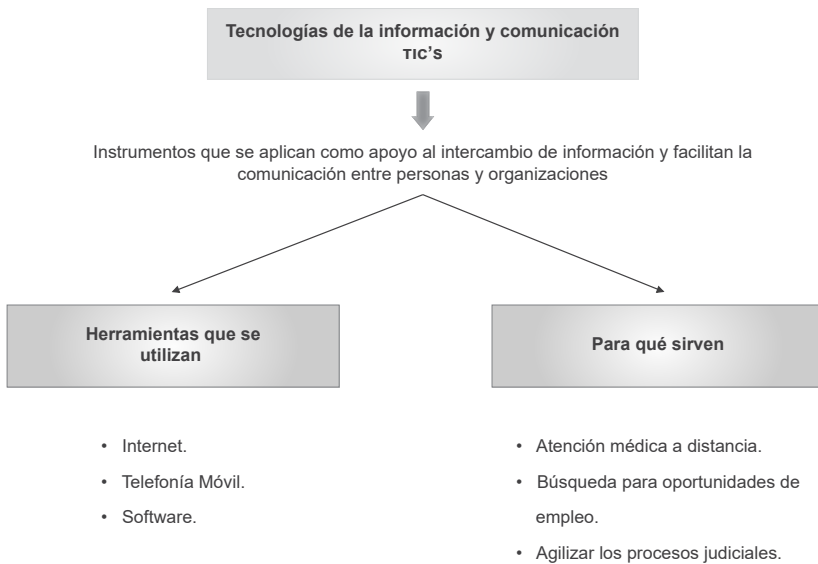 Tecnologías de la información y comunicación
TIC'S
Instrumentos que se aplican como apoyo al intercambio de información y facilitan la
comunicación entre personas y organizaciones
Herramientas que se
utilizan
• Internet.
• Telefonía Móvil.
• Software.
Para qué sirven
• Atención médica a distancia.
• Búsqueda para oportunidades de
empleo.
• Agilizar los procesos judiciales.